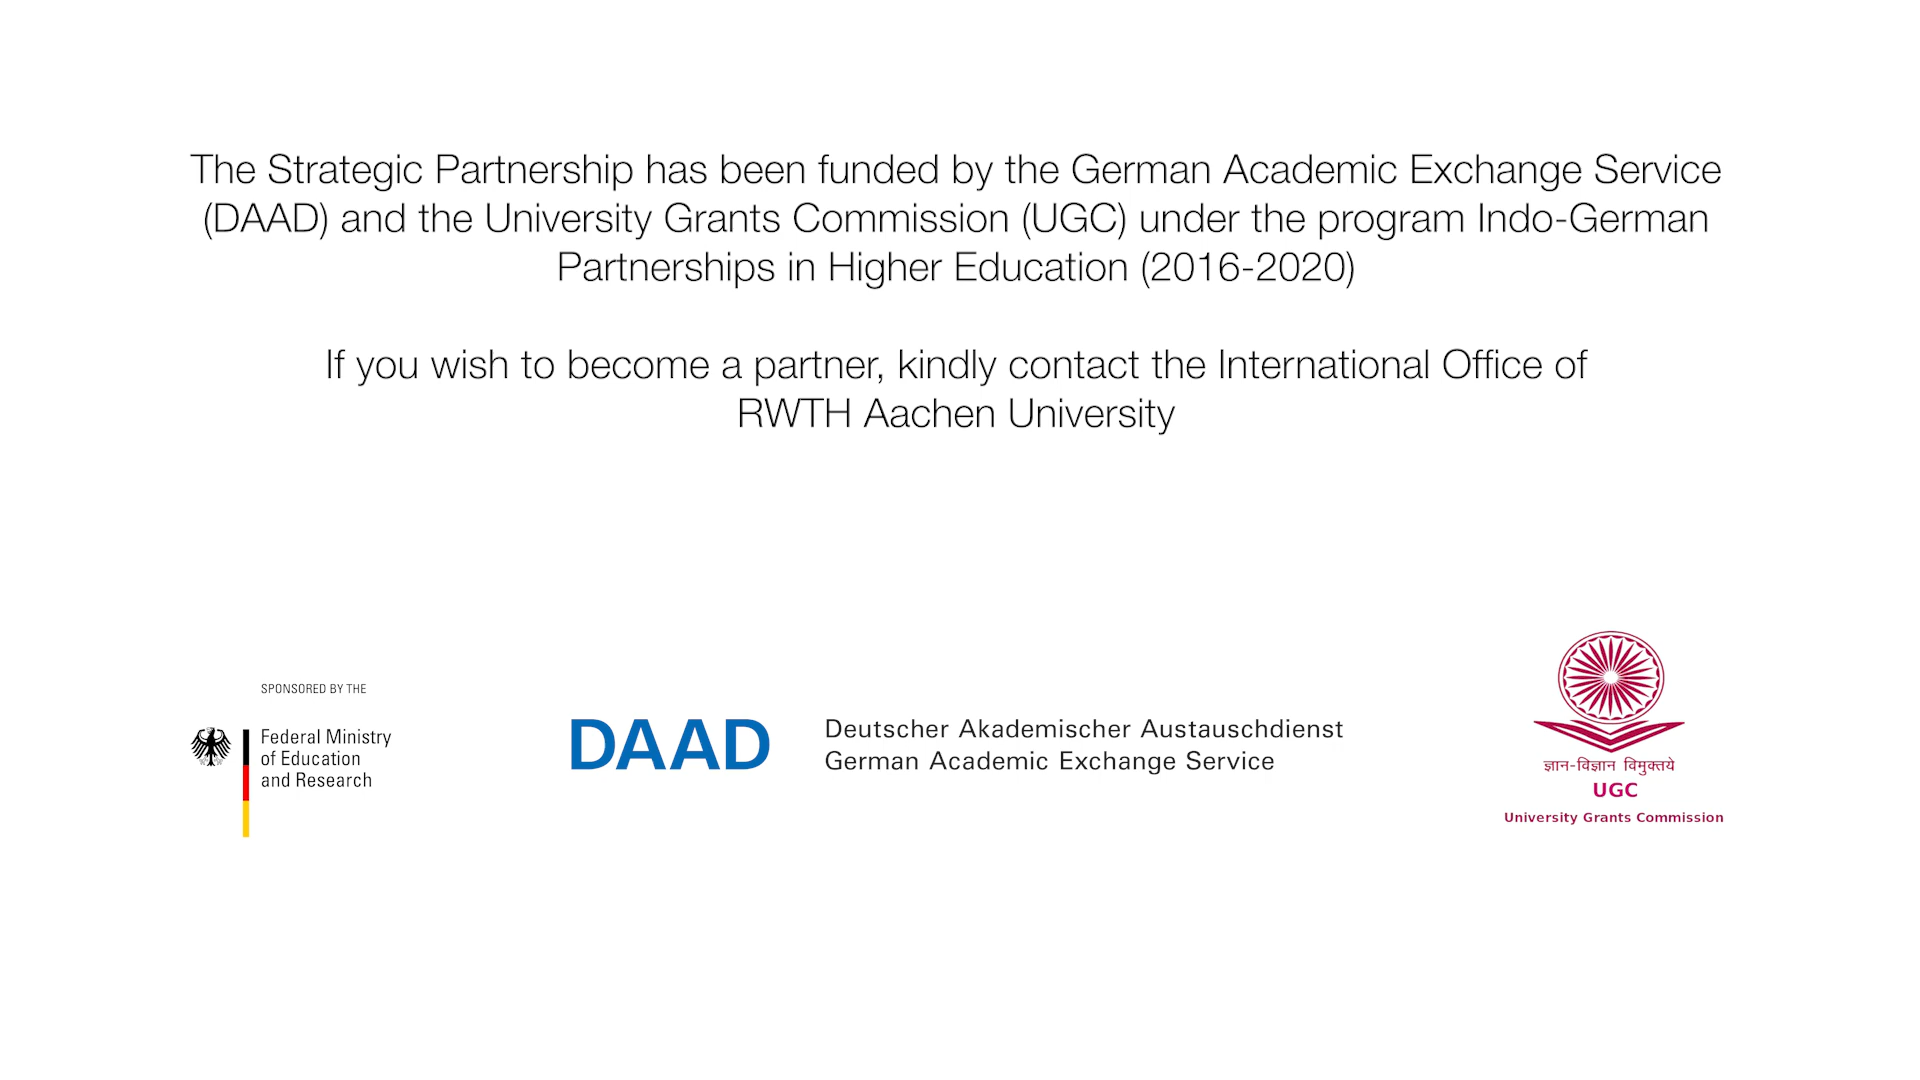 The Strategic Partnership has been funded by the German Academic Exchange Service
(DAAD) and the University Grants Commission (UGC) under the program Indo-German
Partnerships in Higher Education (2016-2020)
If you wish to become a partner, kindly contact the International Office of
RWTH Aachen University
SPONSORED BY THE
Federal Ministry
of Education
and Research
DAAD
Deutscher Akademischer Austauschdienst
German Academic Exchange Service
ज्ञान-विज्ञान विमुक्तये
UGC
University Grants Commission